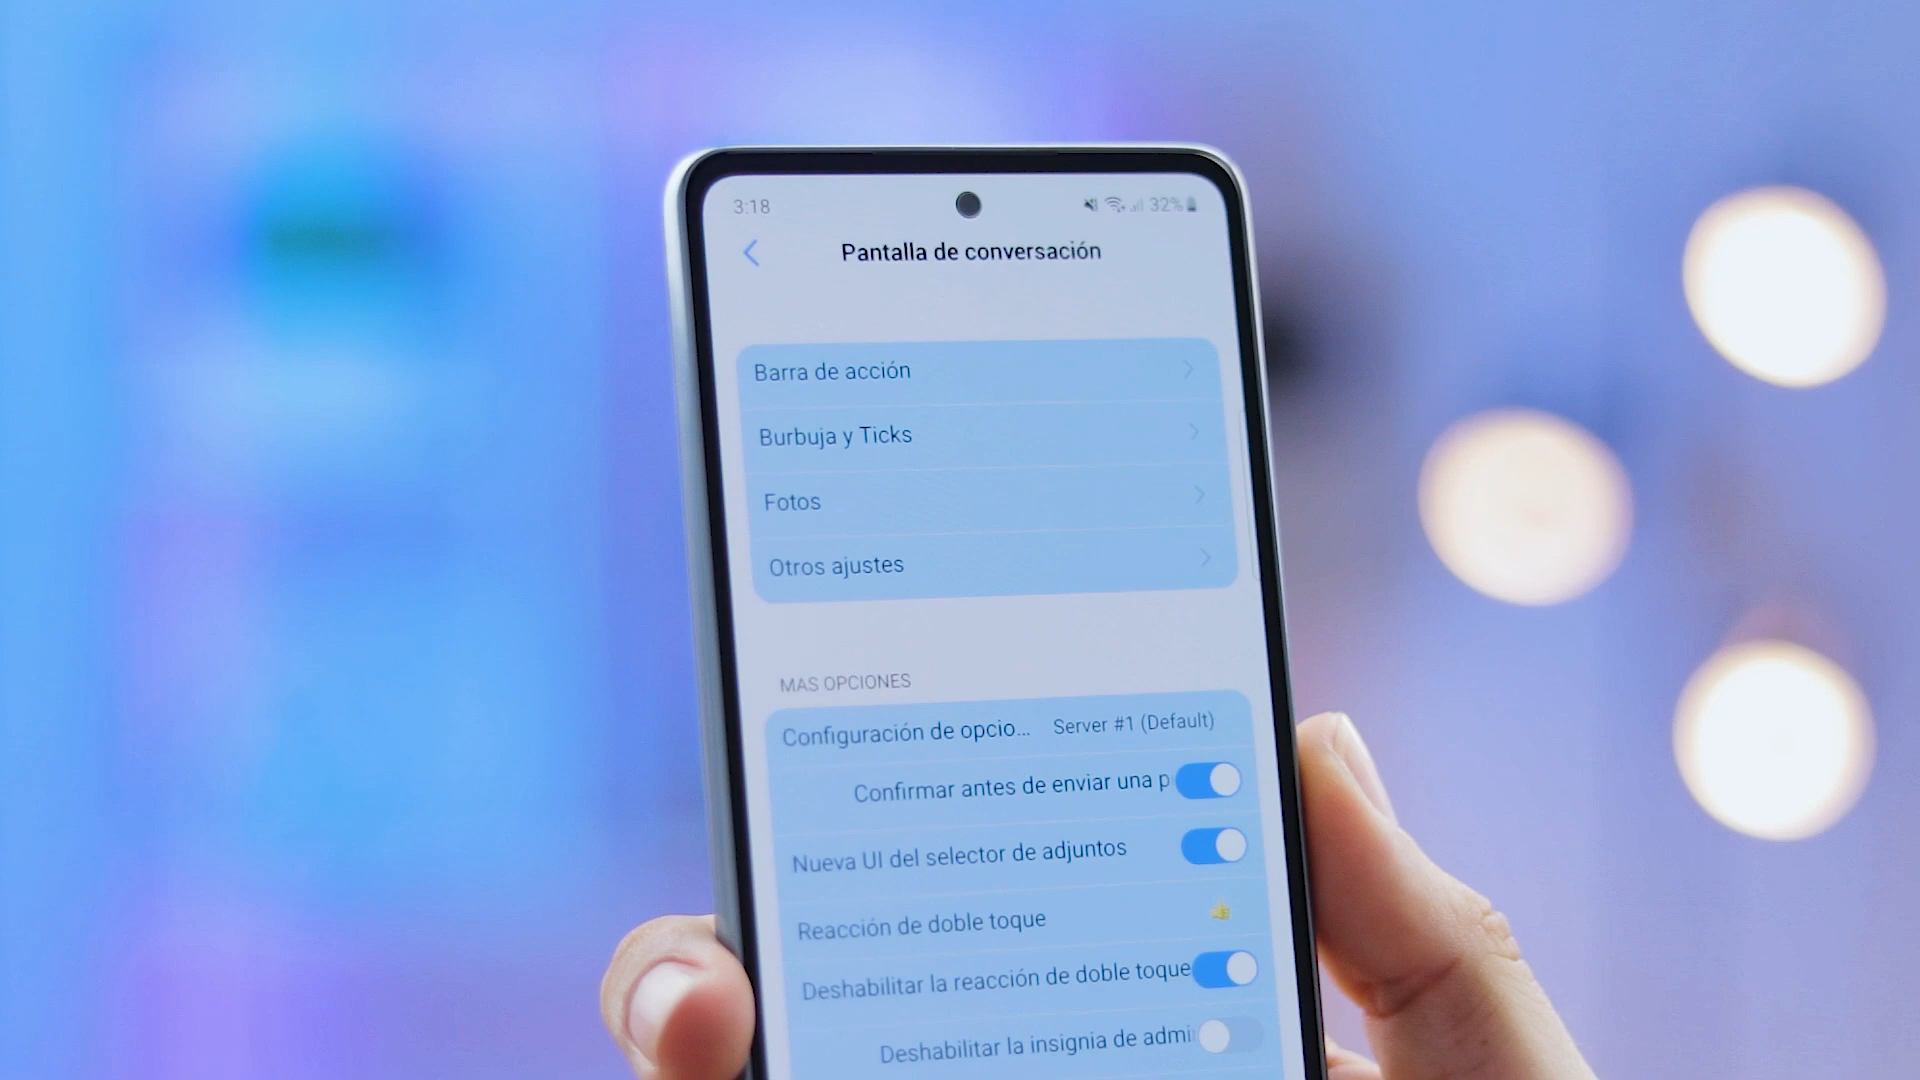 3:18 32%
Pantalla de conversación
Barra de acción
Burbuja y Ticks
Fotos
Otros ajustes
MAS OPCIONES
Configuración de opcio... Server #1 (Default)
Confirmar antes de enviar una p
Nueva UI del selector de adjuntos
Reacción de doble toque
Deshabilitar la reacción de doble toque
Deshabilitar la insignia de admi